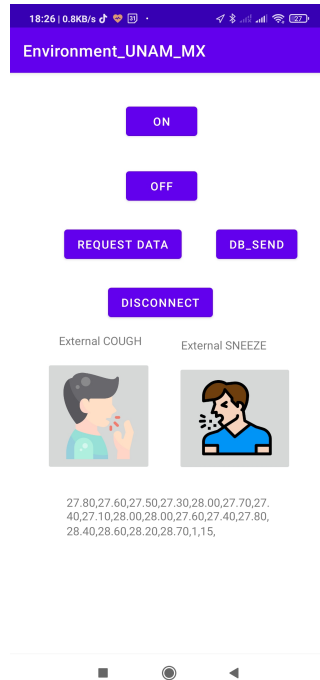 18:26 | 0.8KB/s 31 · 27
Environment_UNAM_MX
ON
OFF
REQUEST DATA DB_SEND
DISCONNECT
External COUGH External SNEEZE
27.80,27.60,27.50,27.30,28.00,27.70,27.
40,27.10,28.00,28.00,27.60,27.40,27.80,
28.40,28.60,28.20,28.70,1,15,